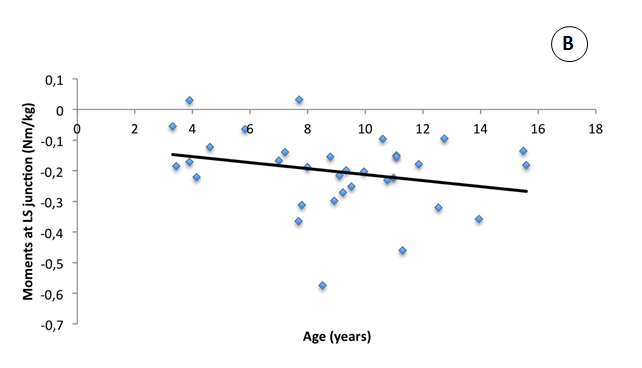 B
0,1
0
0 2 4 6 8 10 12 14 16 18
-0,1
-0,2
-0,3
-0,4
-0,5
-0,6
-0,7
Moments at LS junction (Nm/kg)
Age (years)